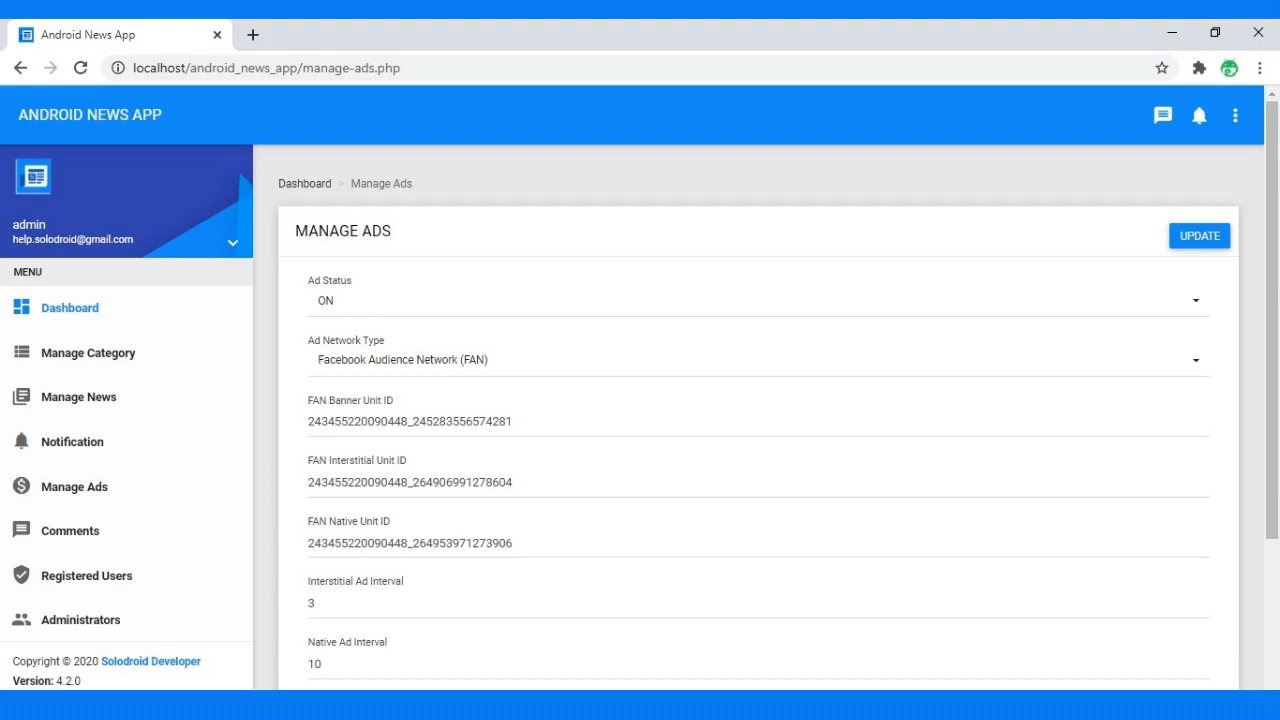 Android News App
localhost/android_news_app/manage-ads.php
ANDROID NEWS APP
admin
help.solodroid@gmail.com
MENU
Dashboard
Manage Category
Manage News
Notification
Manage Ads
Comments
Registered Users
Administrators
Copyright © 2020 Solodroid Developer
Version: 4.2.0
Dashboard > Manage Ads
MANAGE ADS
UPDATE
Ad Status
ON
Ad Network Type
Facebook Audience Network (FAN)
FAN Banner Unit ID
243455220090448_245283556574281
FAN Interstitial Unit ID
243455220090448_264906991278604
FAN Native Unit ID
243455220090448_264953971273906
Interstitial Ad Interval
3
Native Ad Interval
10